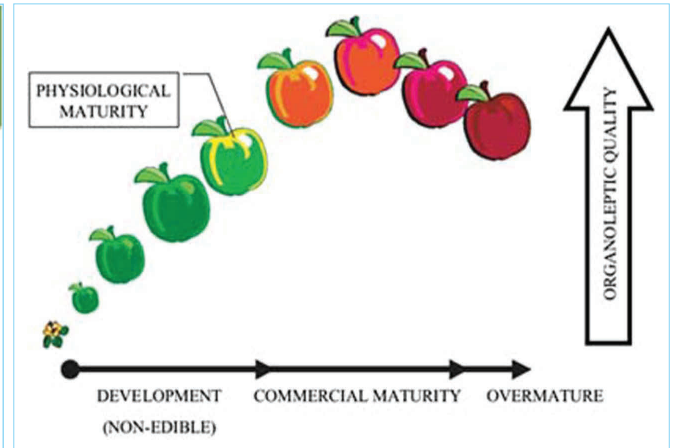 PHYSIOLOGICAL
MATURITY
ORGANOLEPTIC QUALITY
DEVELOPMENT
(NON-EDIBLE)
COMMERCIAL MATURITY
OVERMATURE